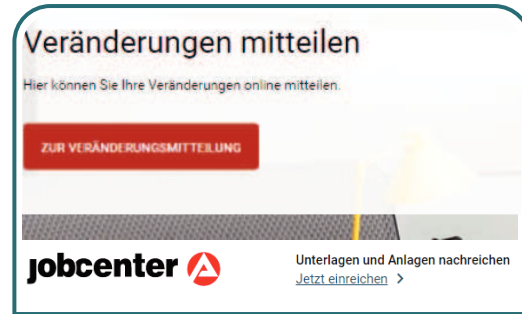 Veränderungen mitteilen
Hier können Sie Ihre Veränderungen online mitteilen.
ZUR VERÄNDERUNGSMITTEILUNG
jobcenter
Unterlagen und Anlagen nachreichen
Jetzt einreichen >